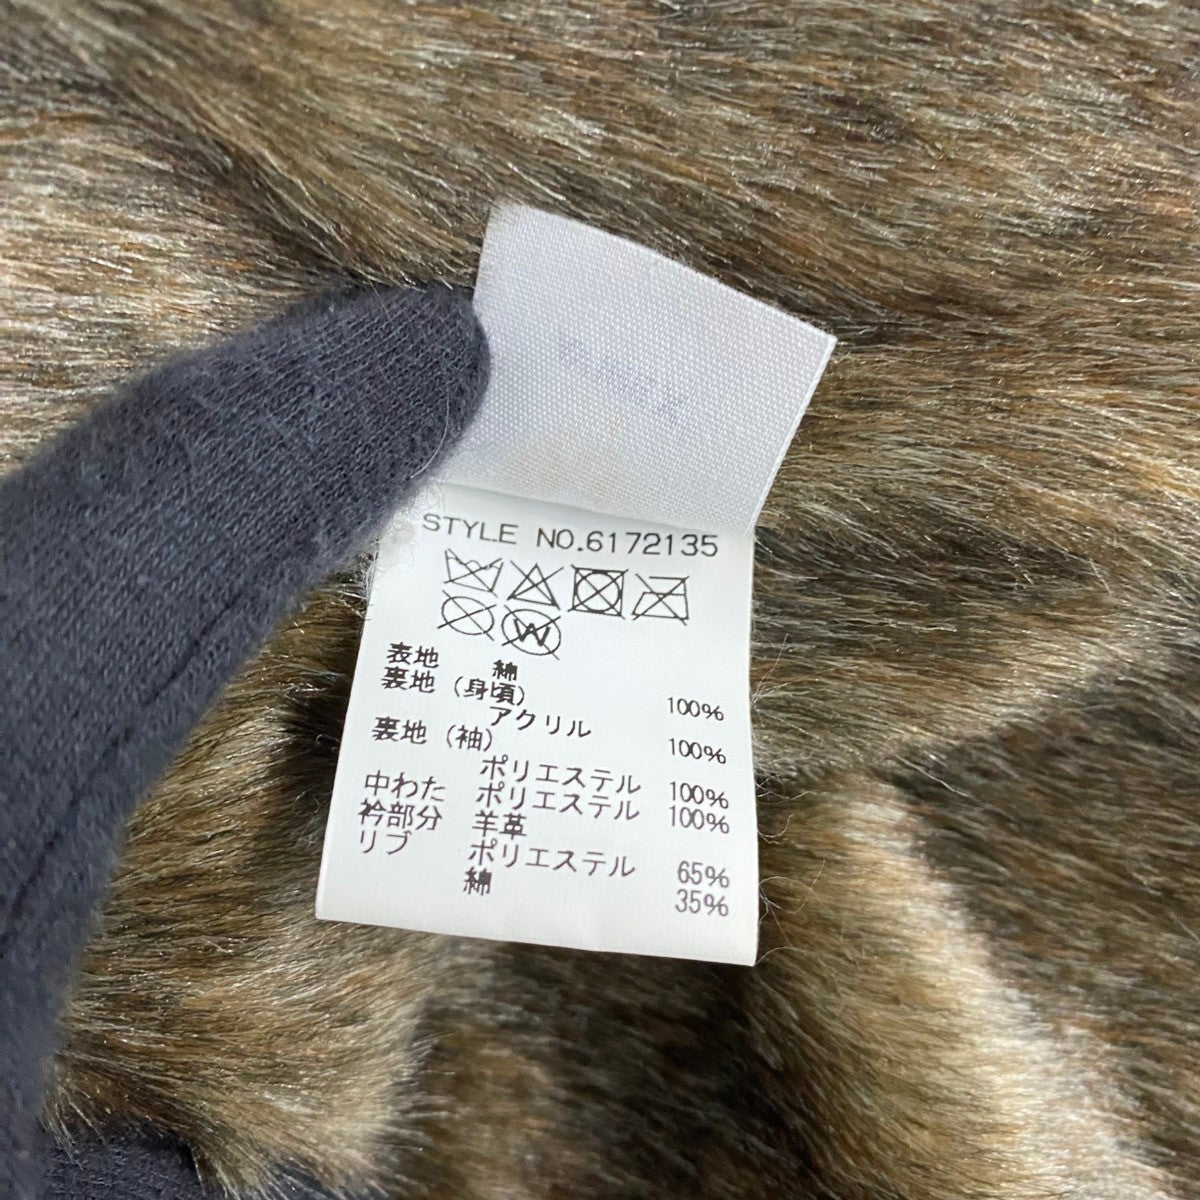 STYLE NO.6172135
W
表地 綿 100%
裏地(身頃)
アクリル 100%
裏地(袖)
ポリエステル 100%
中わた ポリエステル 100%
衿部分 羊革
リブ ポリエステル 65%
綿 35%